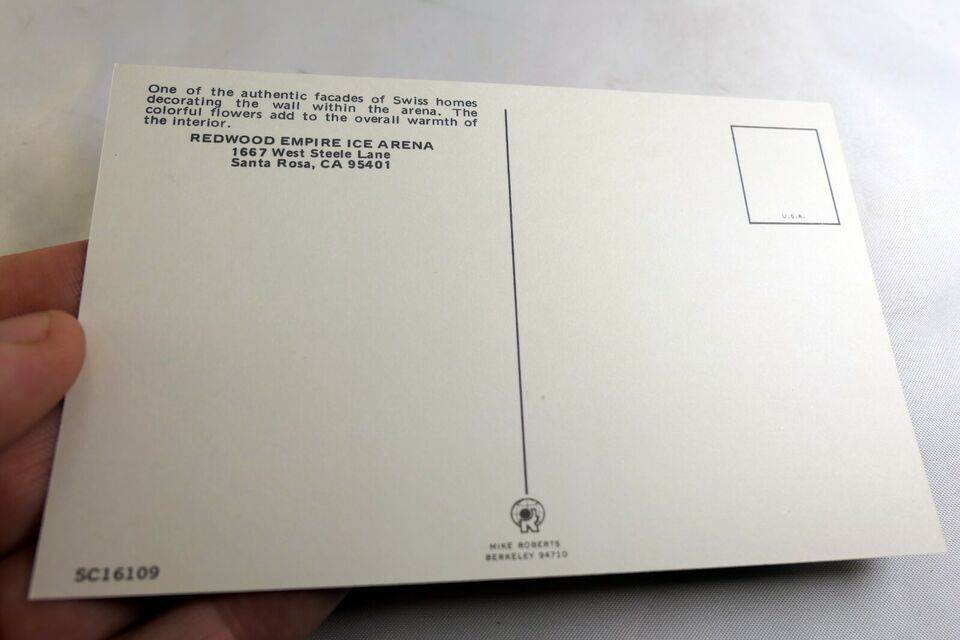 One of the authentic facades of Swiss homes
decorating the wall within the arena. The
colorful flowers add to the overall warmth of
the interior.
REDWOOD EMPIRE ICE ARENA
1667 West Steele Lane
Santa Rosa, CA 95401
U.S.A.
MIKE ROBERTS
BERKELEY 94710
SC16109